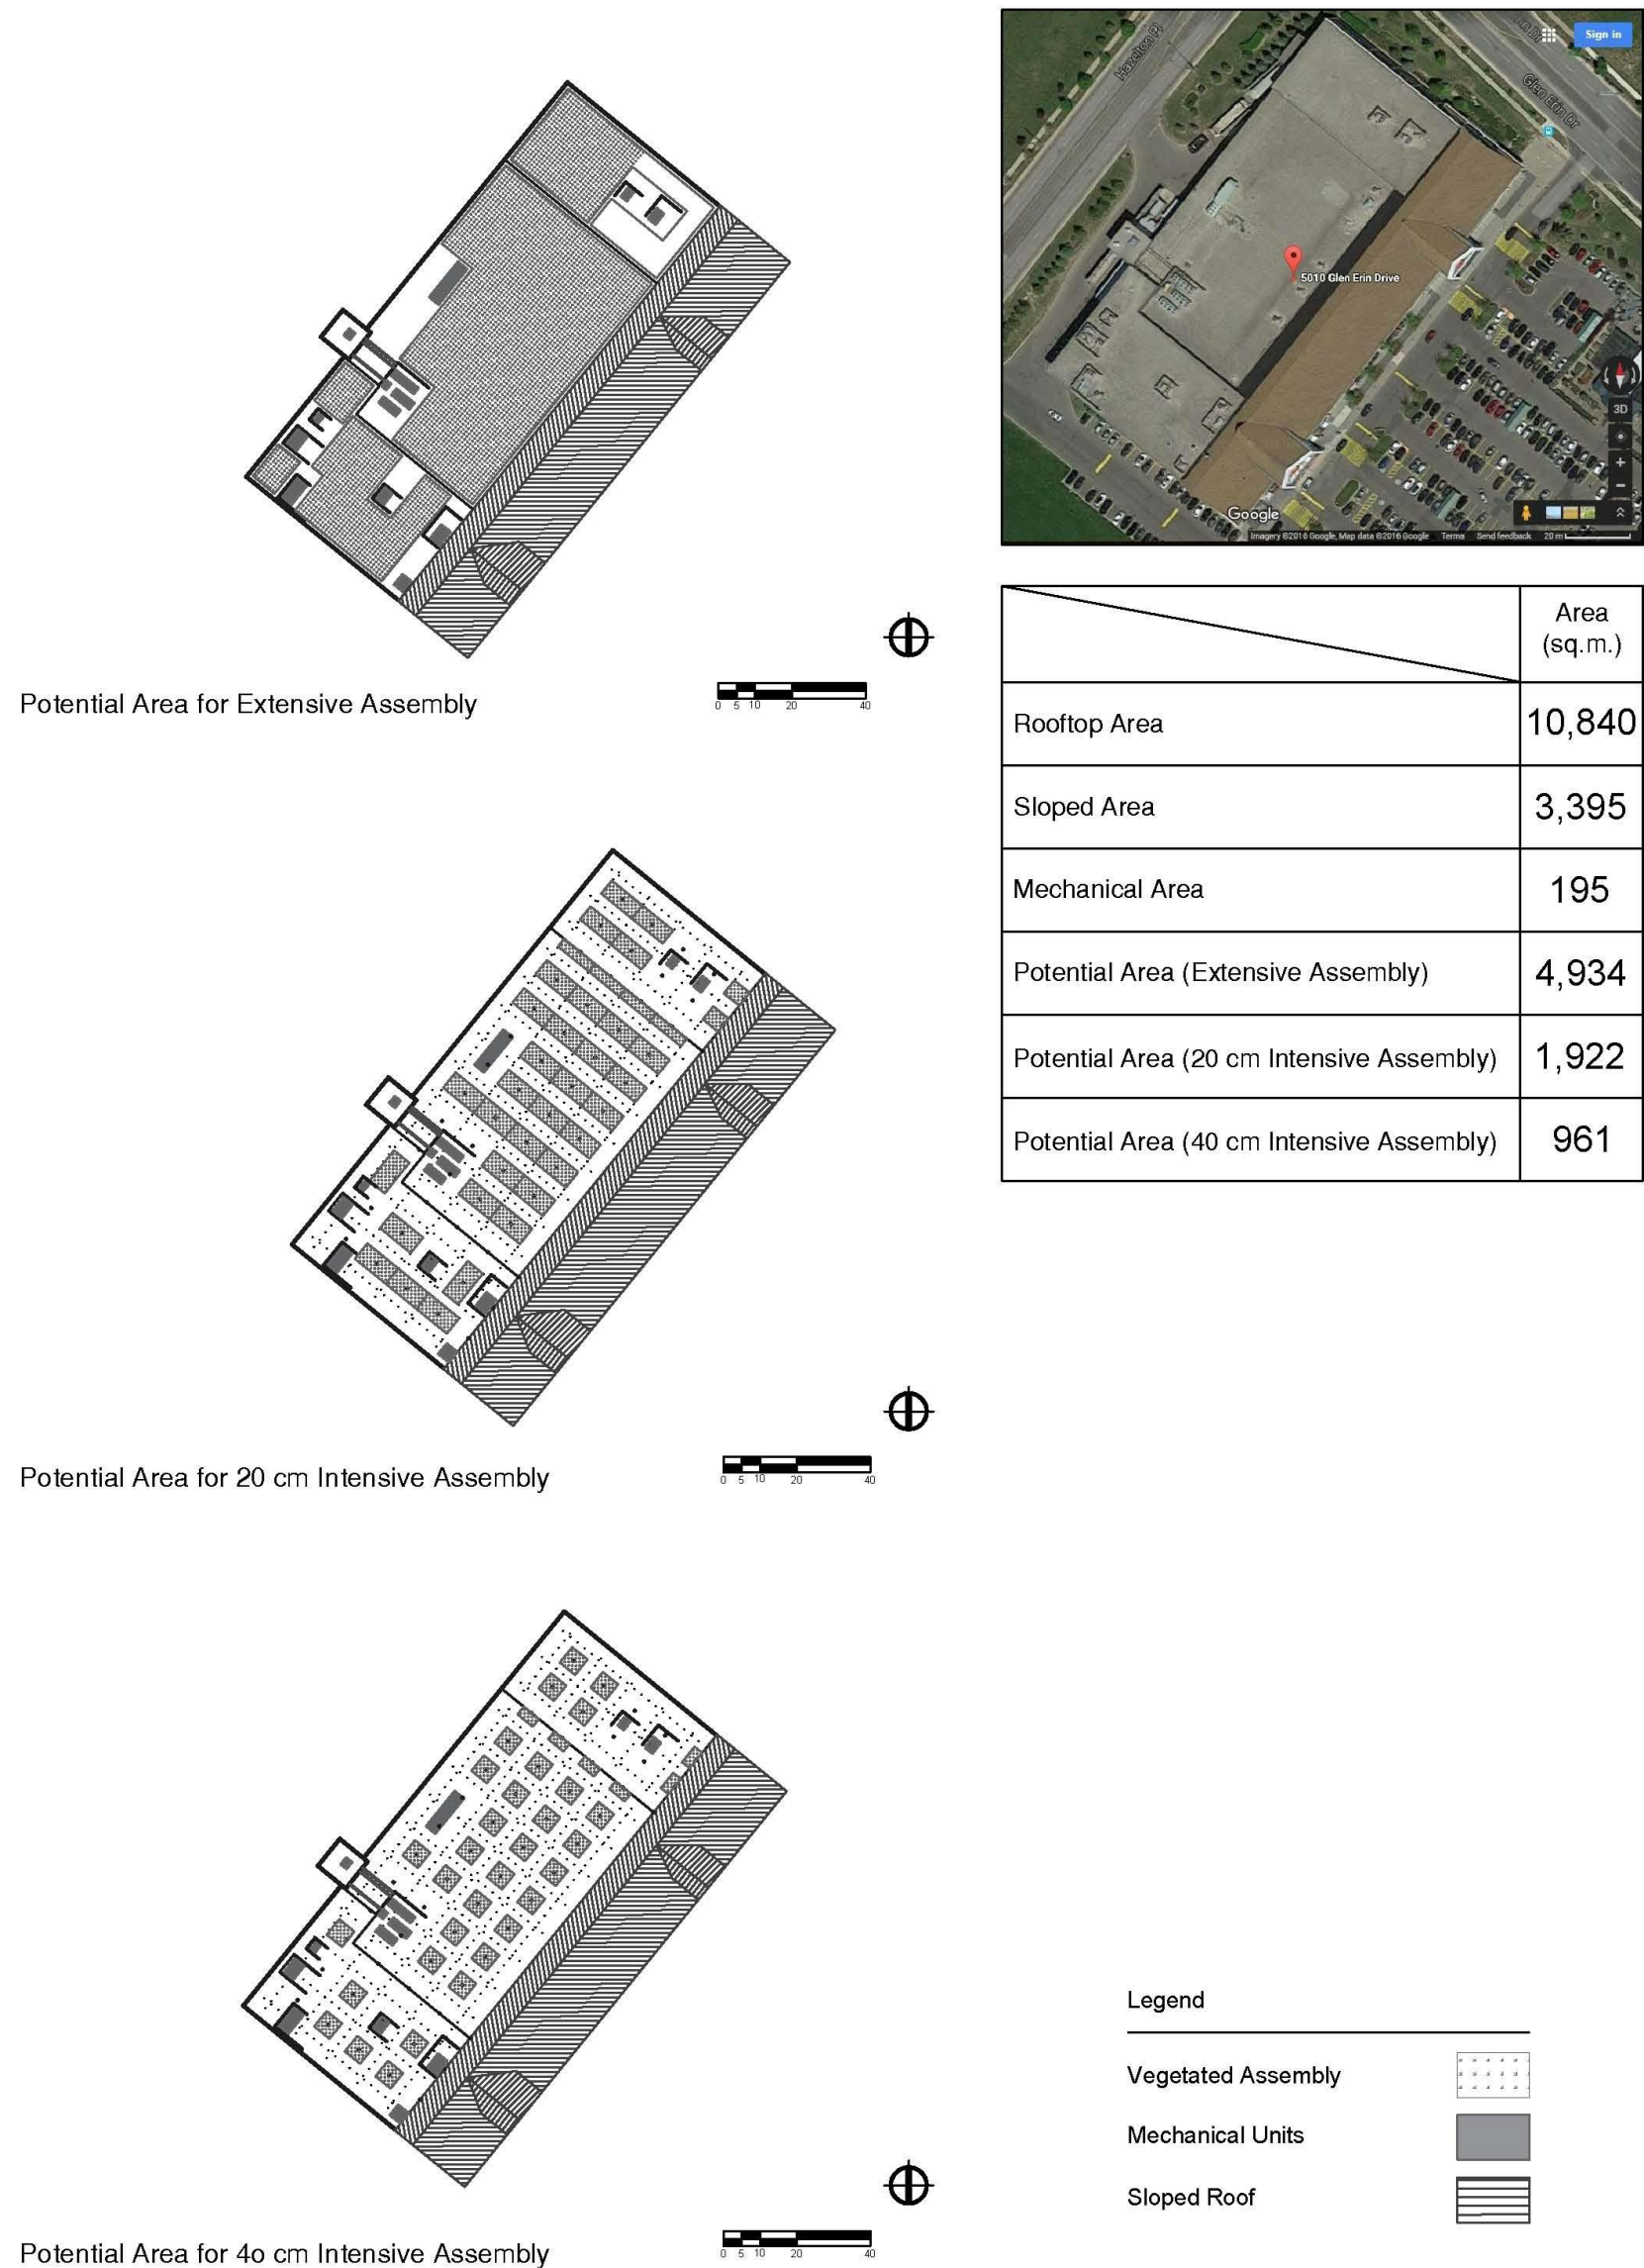 Hazelton Pl
in Dr
Sign in
Glen Erin Dr
5010 Glen Erin Drive
3D
Google
Imagery ©2016 Google, Map data ©2016 Google Terms Send feedback 20 m
Potential Area for Extensive Assembly
0 5 10 20 40
Area
(sq.m.)
Rooftop Area 10,840
Sloped Area 3,395
Mechanical Area 195
Potential Area (Extensive Assembly) 4,934
Potential Area (20 cm Intensive Assembly) 1,922
Potential Area (40 cm Intensive Assembly) 961
Potential Area for 20 cm Intensive Assembly
0 5 10 20 40
Legend
Vegetated Assembly
Mechanical Units
Sloped Roof
Potential Area for 4o cm Intensive Assembly
0 5 10 20 40